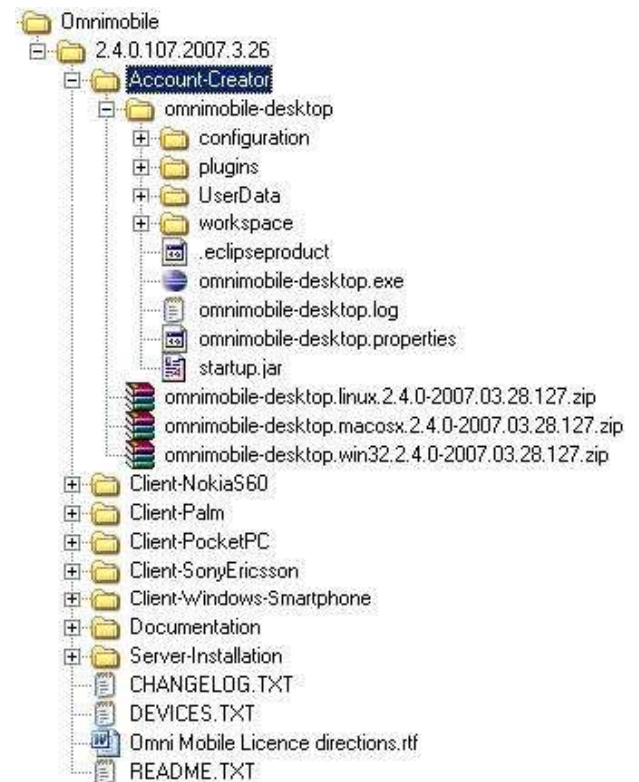 Omnimobile
2.4.0.107.2007.3.26
Account-Creator
omnimobile-desktop
configuration
plugins
UserData
workspace
.eclipseproduct
omnimobile-desktop.exe
omnimobile-desktop.log
omnimobile-desktop.properties
startup.jar
omnimobile-desktop.linux.2.4.0-2007.03.28.127.zip
omnimobile-desktop.macosx.2.4.0-2007.03.28.127.zip
omnimobile-desktop.win32.2.4.0-2007.03.28.127.zip
Client-NokiaS60
Client-Palm
Client-PocketPC
Client-SonyEricsson
Client-Windows-Smartphone
Documentation
Server-Installation
CHANGELOG.TXT
DEVICES.TXT
Omni Mobile Licence directions.rtf
README.TXT